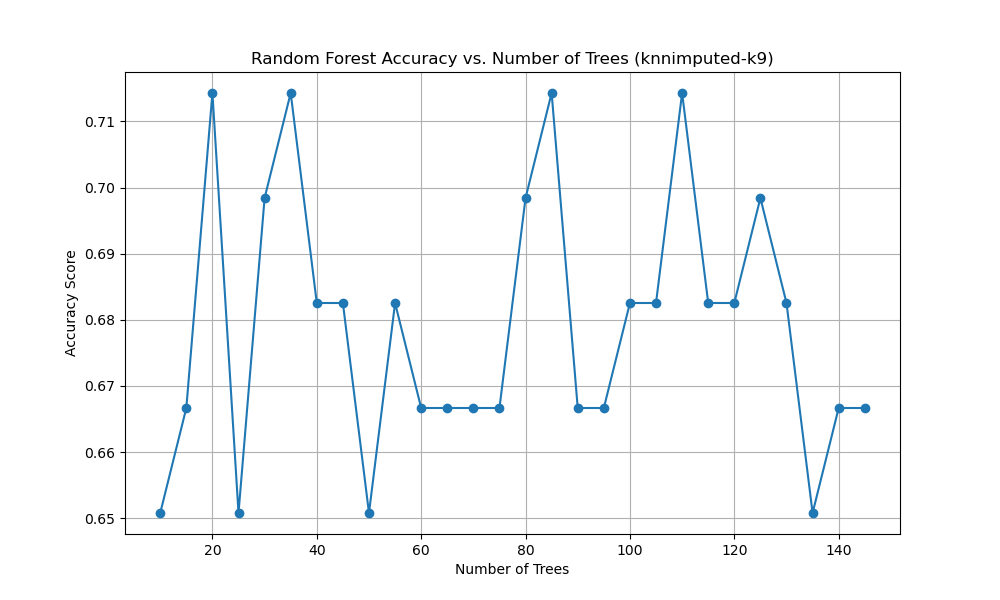 Random Forest Accuracy vs. Number of Trees (knnimputed-k9)
0.71
0.70
0.69
0.68
0.67
0.66
0.65
Accuracy Score
20 40 60 80 100 120 140
Number of Trees